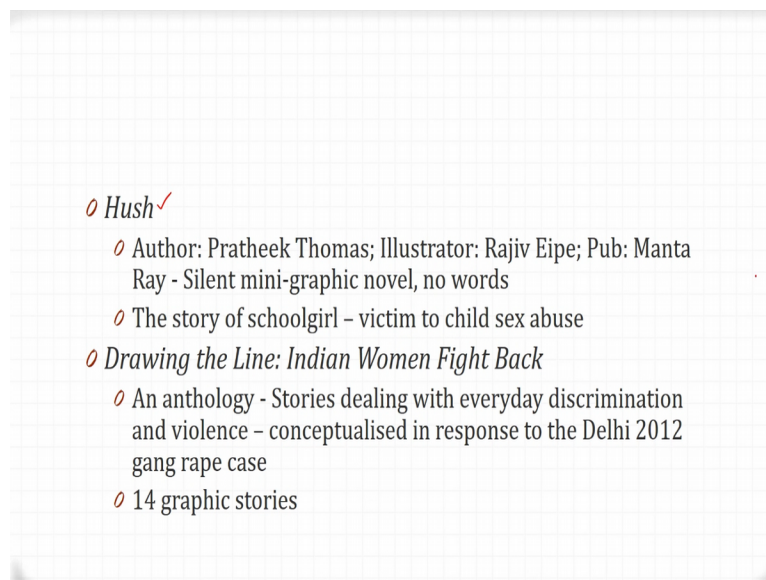 Hush
Author: Pratheek Thomas; Illustrator: Rajiv Eipe; Pub: Manta
Ray - Silent mini-graphic novel, no words
The story of schoolgirl – victim to child sex abuse
Drawing the Line: Indian Women Fight Back
An anthology - Stories dealing with everyday discrimination
and violence – conceptualised in response to the Delhi 2012
gang rape case
14 graphic stories